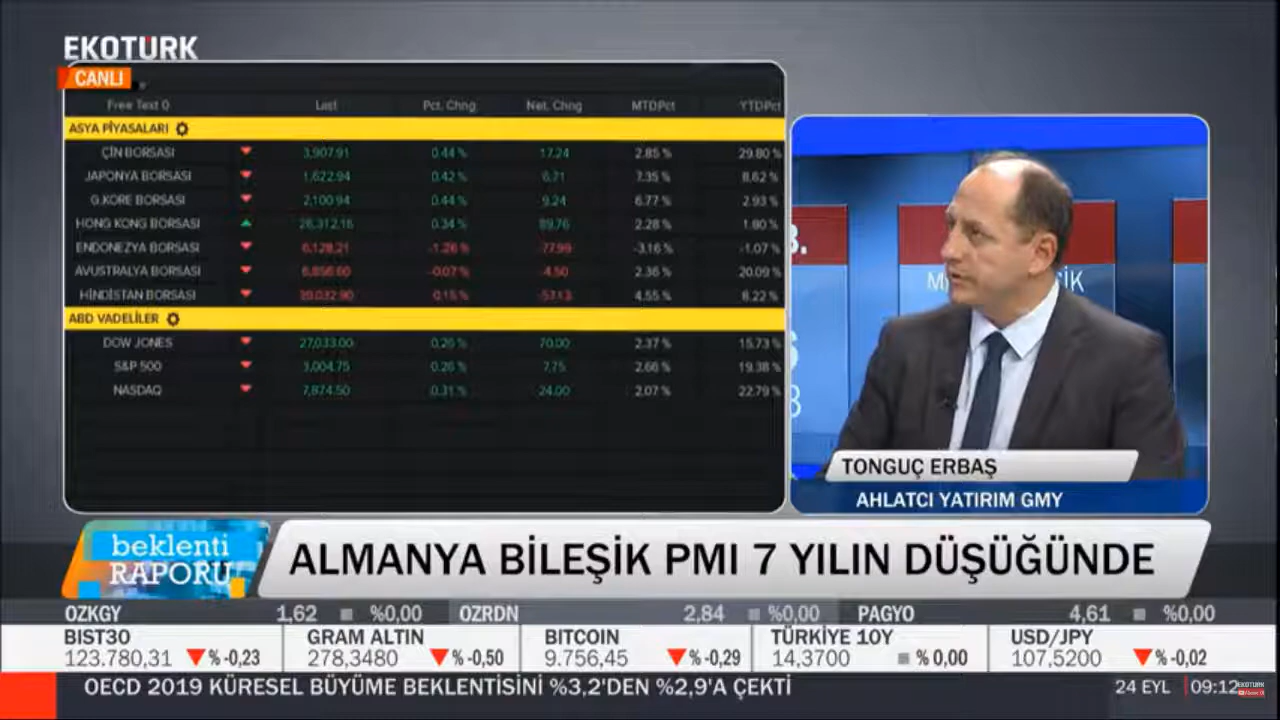 EKOTÜRK
CANLI
Free Text 0 Last Pct. Chng Net. Chng MTDPct YTDPct
ASYA PİYASALARI
ÇİN BORSASI 3,907.91 0.44 % 17.24 2.85 % 29.80 %
JAPONYA BORSASI 1,622.94 0.42 % 6.71 7.35 % 8.62 %
G.KORE BORSASI 2,100.94 0.44 % 9.24 6.77 % 2.93 %
HONG KONG BORSASI 26,312.16 0.34 % 89.76 2.28 % 1.80 %
ENDONEZYA BORSASI 6,128.21 -1.26 % -77.99 -3.16 % -1.07 %
AVUSTRALYA BORSASI -0.07 % -4.50 2.36 % 20.09 %
HİNDİSTAN BORSASI 39,032.90 0.15 % -57.13 4.55 % 8.22 %
ABD VADELİLER
DOW JONES 27,033.00 0.26 % 70.00 2.37 % 15.73 %
S&P 500 3,004.75 0.26 % 7.75 2.66 % 19.38 %
NASDAQ 7,874.50 0.31 % 24.00 2.07 % 22.79 %
TONGUÇ ERBAŞ
AHLATCI YATIRIM GMY
beklenti
RAPORU
ALMANYA BİLEŞİK PMI 7 YILIN DÜŞÜĞÜNDE
OZKGY 1,62 %0,00 OZRDN 2,84 %0,00 PAGYO 4,61 %0,00
BIST30 GRAM ALTIN BITCOIN TÜRKİYE 10Y USD/JPY
123.780,31 % -0,23 278,3480 % -0,50 9.756,45 % -0,29 14,3700 % 0,00 107,5200 % -0,02
OECD 2019 KÜRESEL BÜYÜME BEKLENTİSİNİ %3,2'DEN %2,9'A ÇEKTİ 24 EYL 09:12 EKOTÜRK